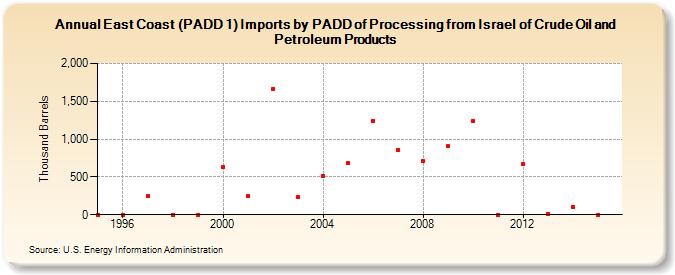 Annual East Coast (PADD 1) Imports by PADD of Processing from Israel of Crude Oil and
Petroleum Products
Thousand Barrels
2,000
1,500
1,000
500
0
1996
2000
2004
2008
2012
Source: U.S. Energy Information Administration